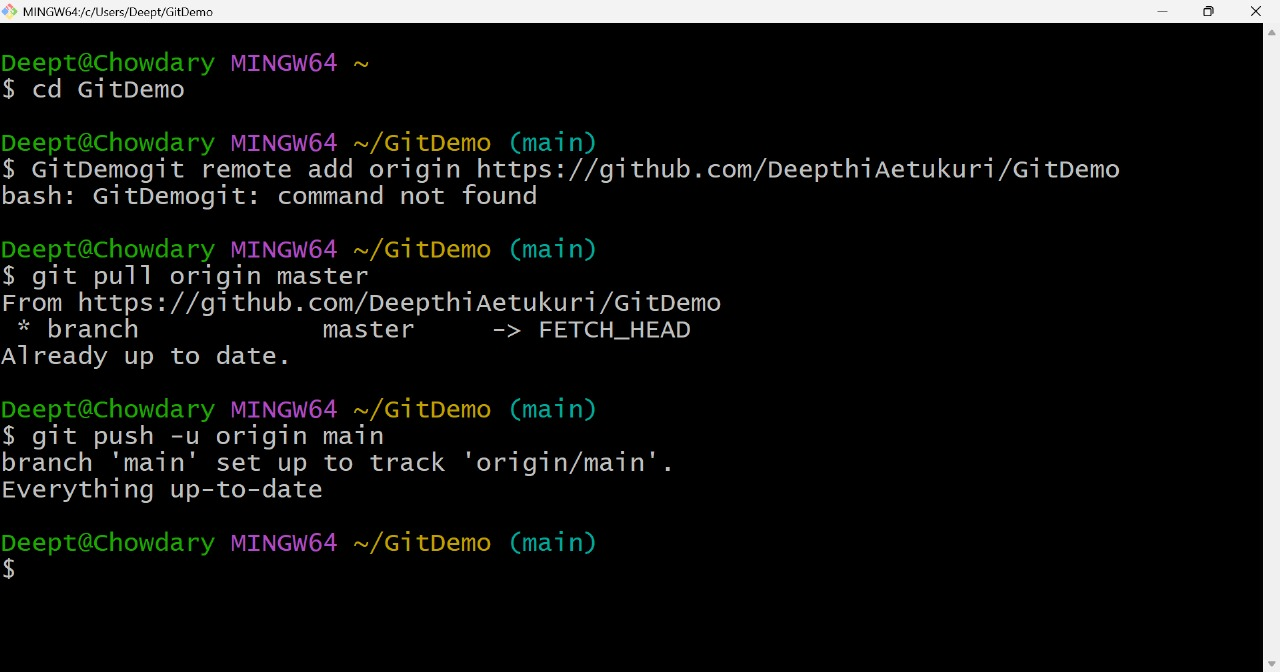 MINGW64:/c/Users/Deept/GitDemo
Deept@Chowdary MINGW64 ~
$ cd GitDemo
Deept@Chowdary MINGW64 ~/GitDemo (main)
$ GitDemogit remote add origin https://github.com/DeepthiAetukuri/GitDemo
bash: GitDemogit: command not found
Deept@Chowdary MINGW64 ~/GitDemo (main)
$ git pull origin master
From https://github.com/DeepthiAetukuri/GitDemo
 * branch            master     -> FETCH_HEAD
Already up to date.
Deept@Chowdary MINGW64 ~/GitDemo (main)
$ git push -u origin main
branch 'main' set up to track 'origin/main'.
Everything up-to-date
Deept@Chowdary MINGW64 ~/GitDemo (main)
$